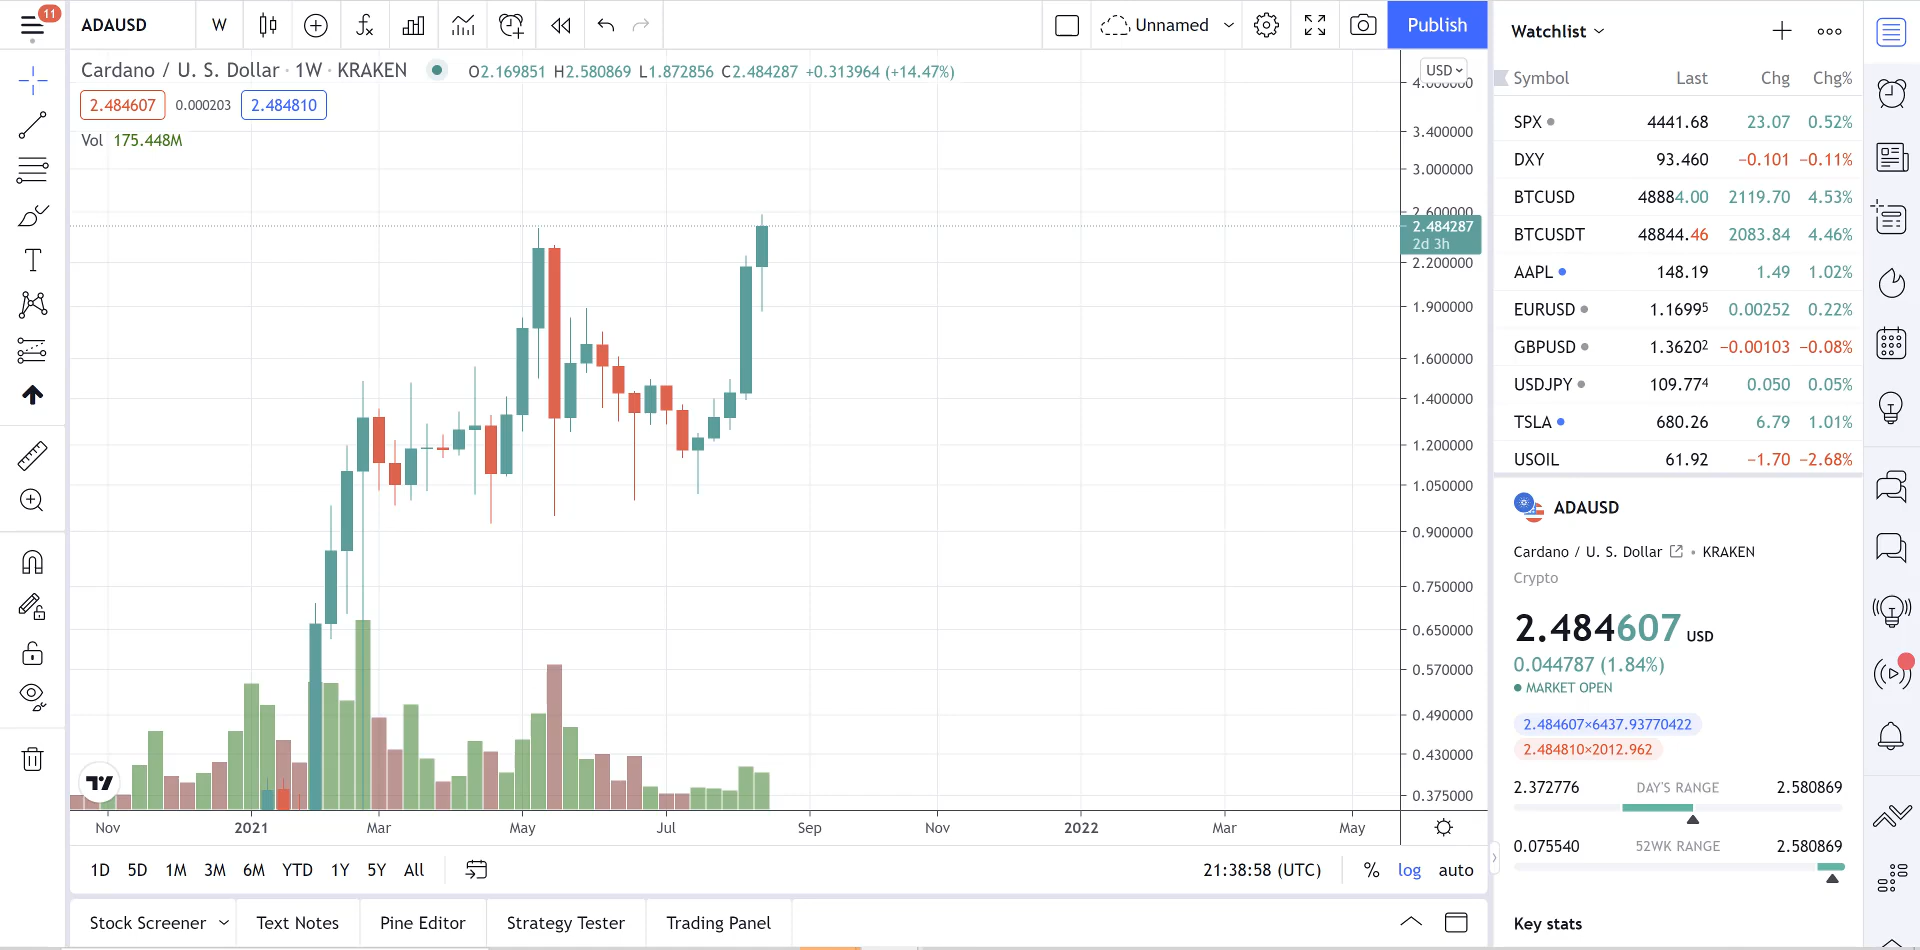 11
ADAUSD
W
Unnamed
Publish
Cardano / U. S. Dollar · 1W · KRAKEN
O2.169851 H2.580869 L1.872856 C2.484287 +0.313964 (+14.47%)
2.484607 0.000203 2.484810
Vol 175.448M
USD
4.000000
3.400000
3.000000
2.600000
2.484287
2d 3h
2.200000
1.900000
1.600000
1.400000
1.200000
1.050000
0.900000
0.750000
0.650000
0.570000
0.490000
0.430000
0.375000
Nov 2021 Mar May Jul Sep Nov 2022 Mar May
1D 5D 1M 3M 6M YTD 1Y 5Y All
21:38:58 (UTC) % log auto
Stock Screener Text Notes Pine Editor Strategy Tester Trading Panel
Watchlist
Symbol Last Chg Chg%
SPX 4441.68 23.07 0.52%
DXY 93.460 −0.101 −0.11%
BTCUSD 48884.00 2119.70 4.53%
BTCUSDT 48844.46 2083.84 4.46%
AAPL 148.19 1.49 1.02%
EURUSD 1.16995 0.00252 0.22%
GBPUSD 1.36202 −0.00103 −0.08%
USDJPY 109.774 0.050 0.05%
TSLA 680.26 6.79 1.01%
USOIL 61.92 −1.70 −2.68%
ADAUSD
Cardano / U. S. Dollar • KRAKEN
Crypto
2.484607 USD
0.044787 (1.84%)
MARKET OPEN
2.484607×6437.93770422
2.484810×2012.962
2.372776 DAY'S RANGE 2.580869
0.075540 52WK RANGE 2.580869
Key stats